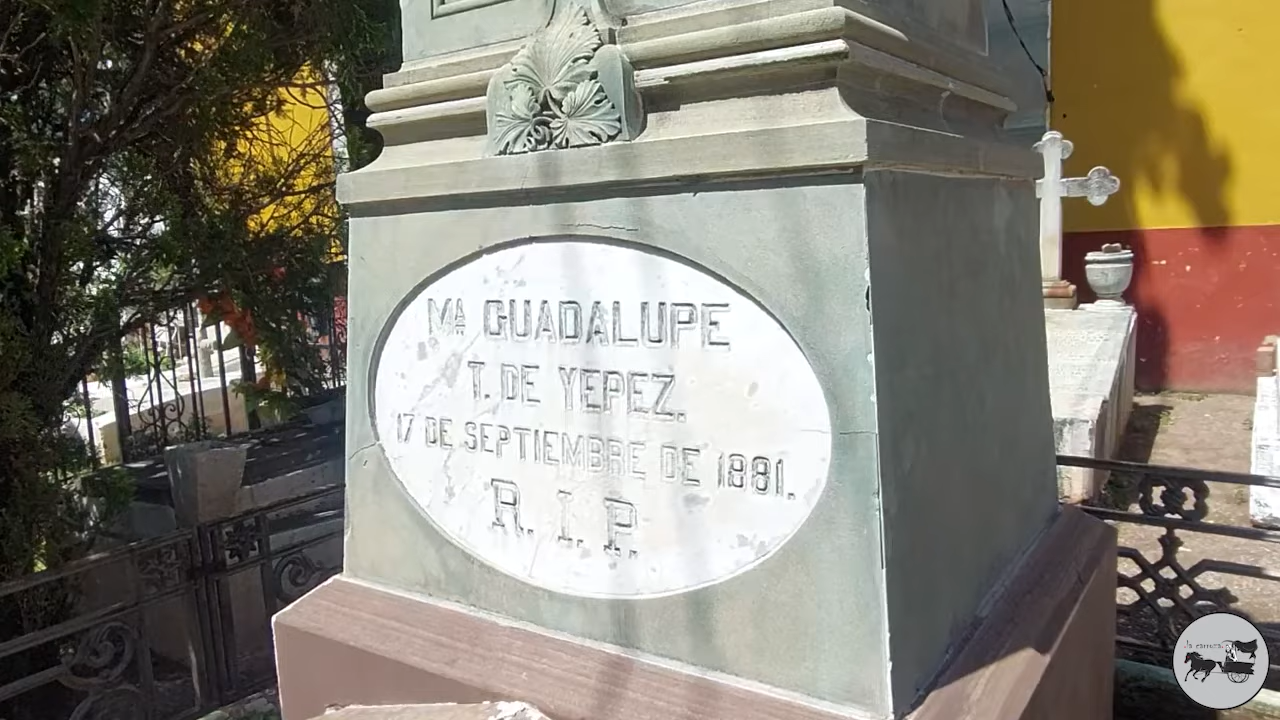 Mª GUADALUPE
T. DE YEPEZ.
17 DE SEPTIEMBRE DE 1881.
R. I. P.